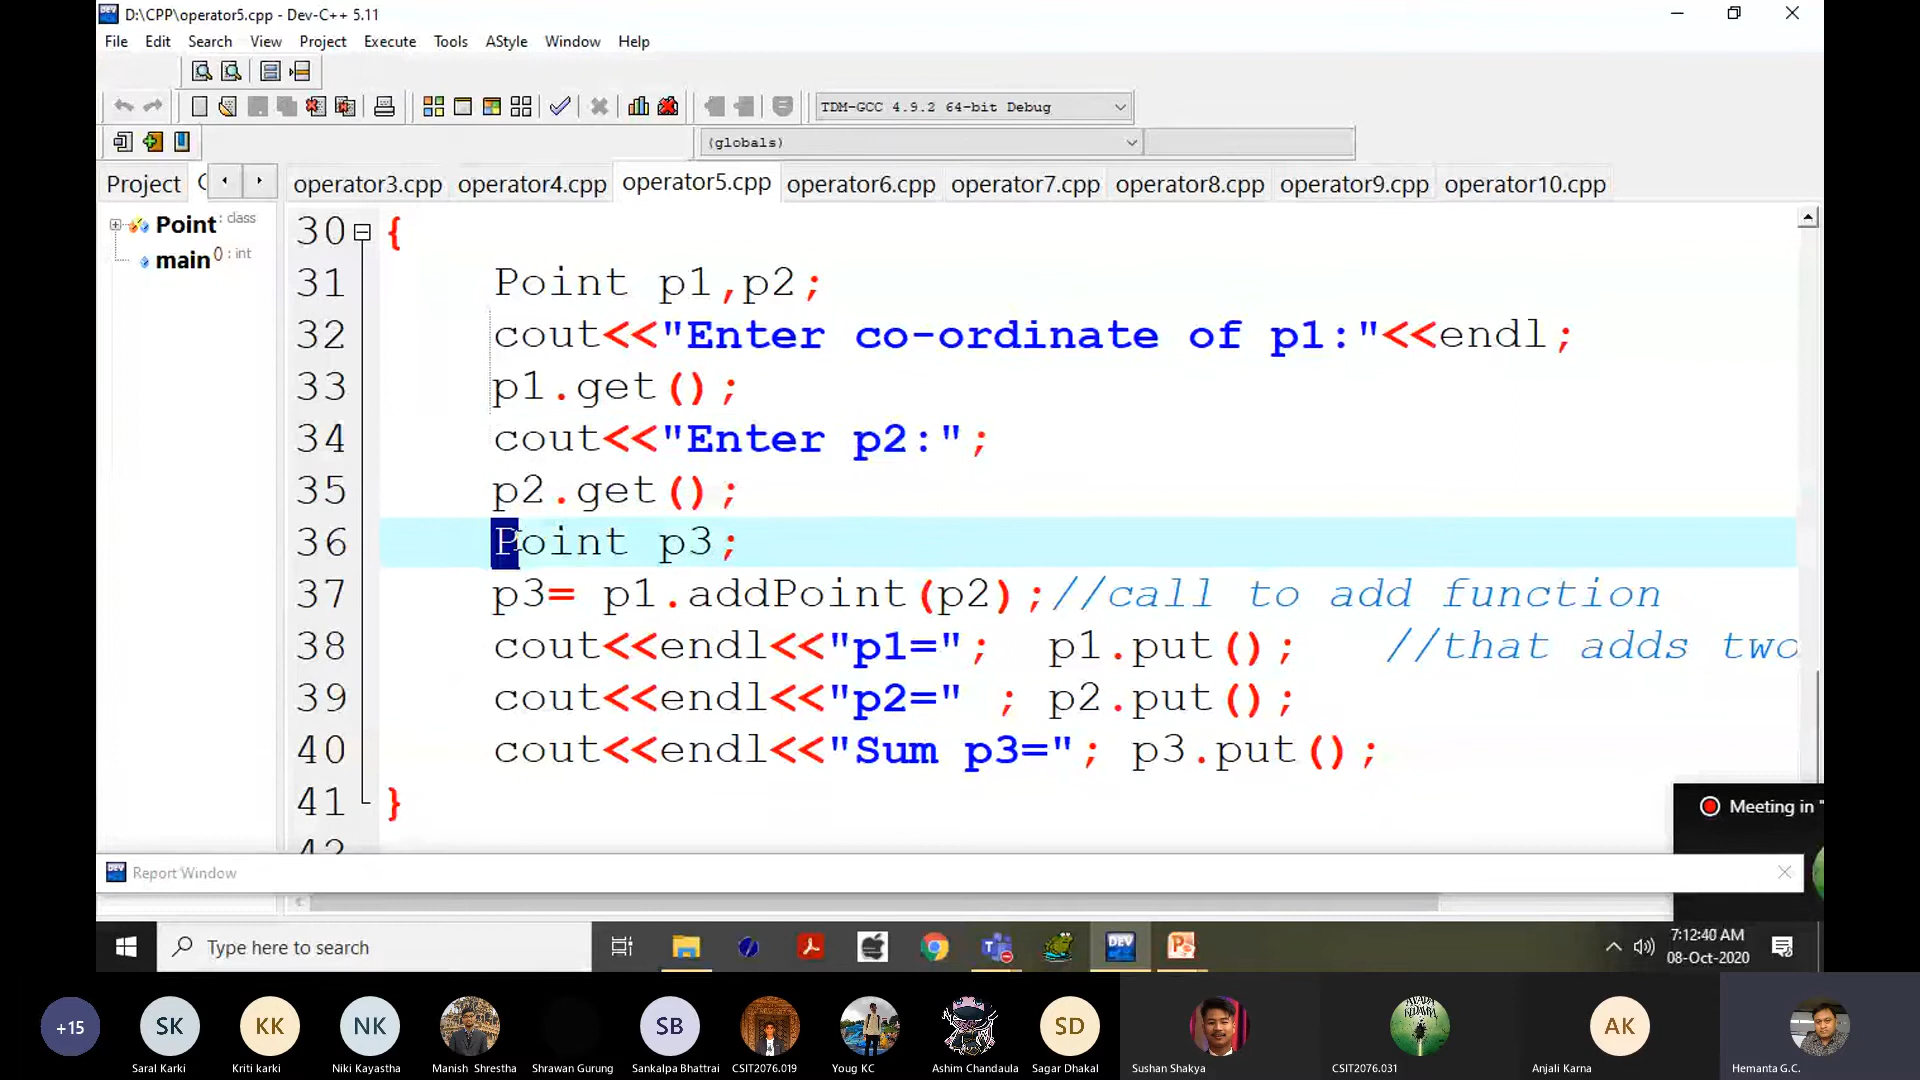 D:\CPP\operator5.cpp - Dev-C++ 5.11
File Edit Search View Project Execute Tools AStyle Window Help
TDM-GCC 4.9.2 64-bit Debug
(globals)
Project operator3.cpp operator4.cpp operator5.cpp operator6.cpp operator7.cpp operator8.cpp operator9.cpp operator10.cpp
Point : class
main () : int
30 {
31 Point p1,p2;
32 cout<<"Enter co-ordinate of p1:"<<endl;
33 p1.get();
34 cout<<"Enter p2:";
35 p2.get();
36 Point p3;
37 p3= p1.addPoint(p2);//call to add function
38 cout<<endl<<"p1="; p1.put(); //that adds two
39 cout<<endl<<"p2=" ; p2.put();
40 cout<<endl<<"Sum p3="; p3.put();
41 }
42
Meeting in "
Report Window
Type here to search
DEV
7:12:40 AM
08-Oct-2020
+15 SK KK NK SB SD AK
Saral Karki Kriti karki Niki Kayastha Manish Shrestha Shrawan Gurung Sankalpa Bhattrai CSIT2076.019 Youg KC Ashim Chandaula Sagar Dhakal Sushan Shakya CSIT2076.031 Anjali Karna Hemanta G.C.